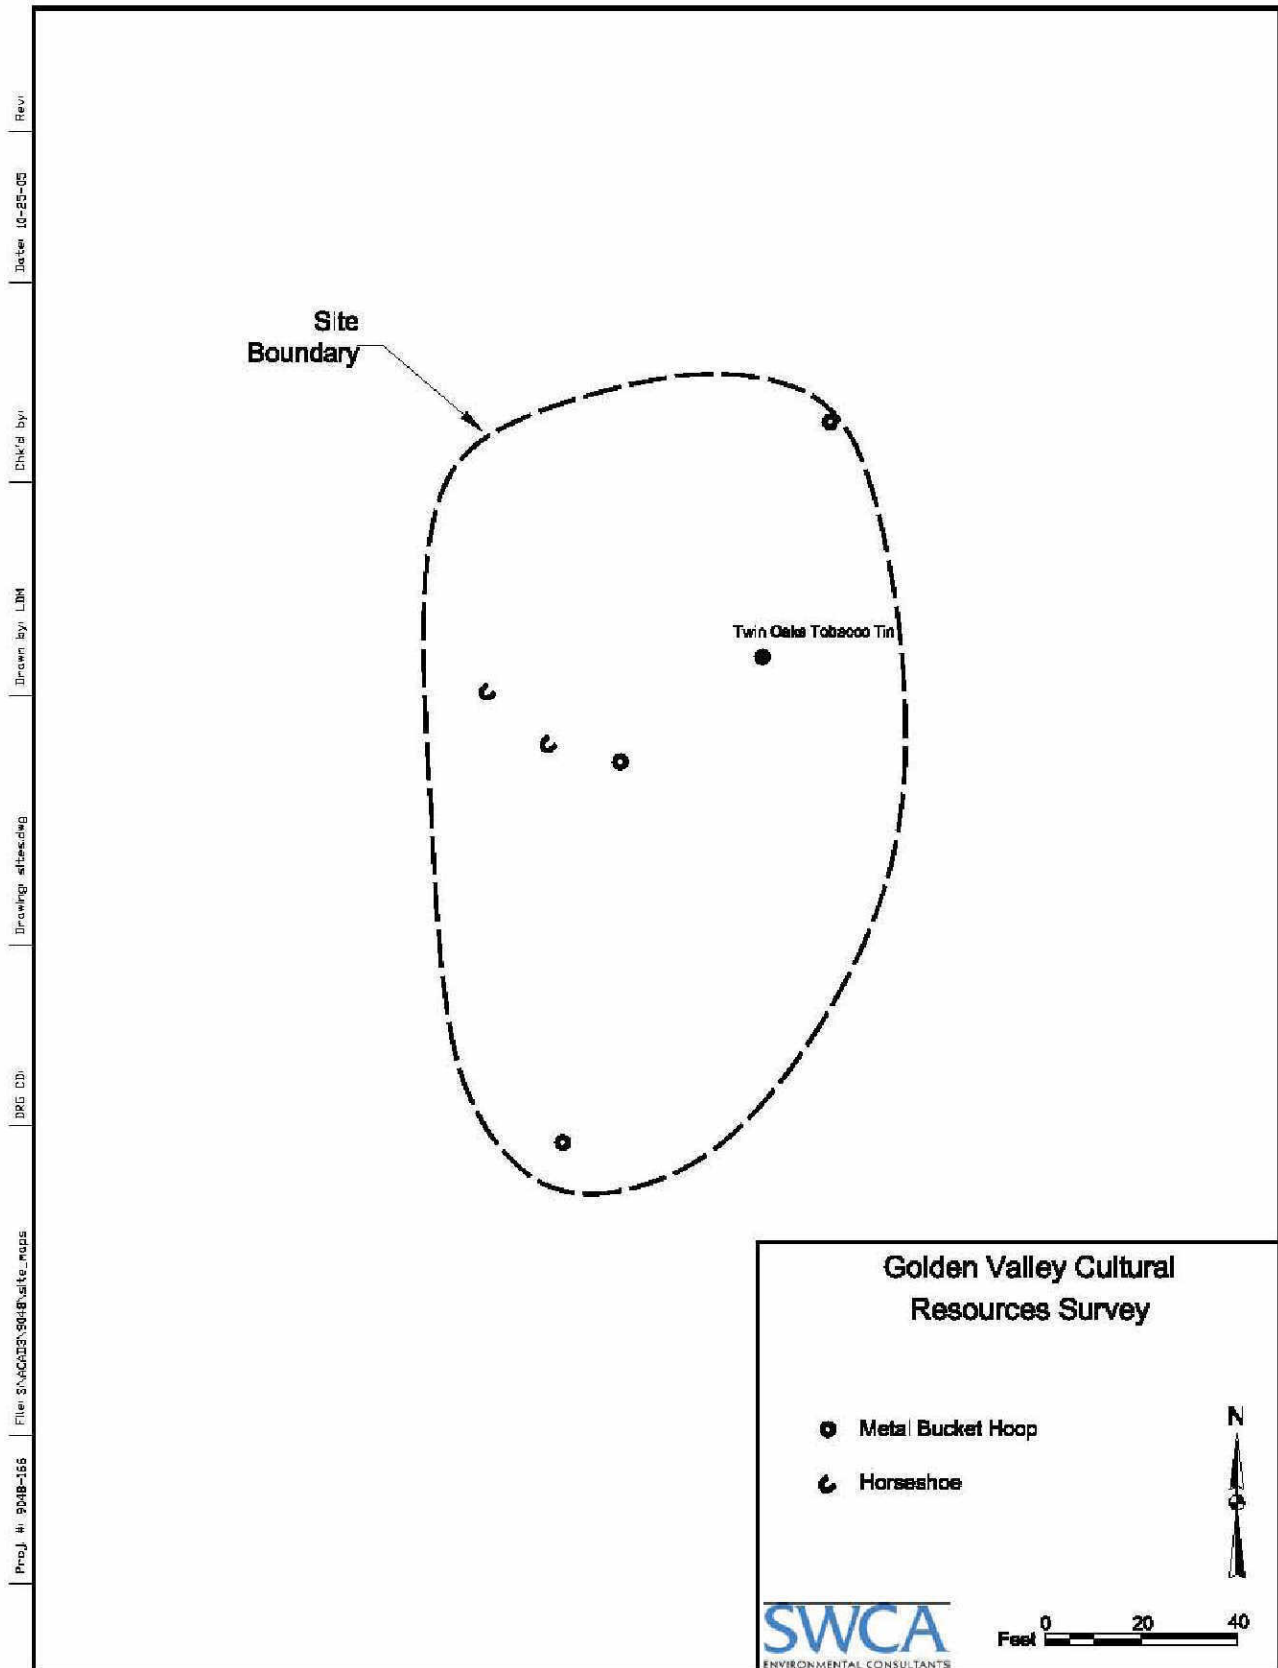 Site
Boundary
Twin Oaks Tobacco Tin
Golden Valley Cultural
Resources Survey
Metal Bucket Hoop
Horseshoe
N
SWCA
ENVIRONMENTAL CONSULTANTS
Feet 0 20 40
Proj. #: 9048-166 File: S:\ACAD3\9048\site_maps DRG CD: Drawing: sites.dwg Drawn by: LDM Chk'd by: Date: 10-25-05 Rev: